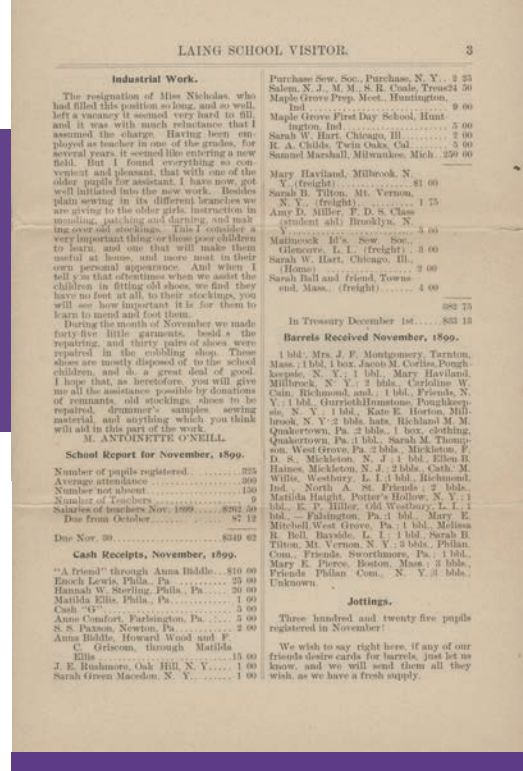 LAING SCHOOL VISITOR. 3
Industrial Work.
The resignation of Miss Nicholas, who
had filled this position so long, and so well,
left a vacancy it seemed very hard to fill,
and it was with much reluctance that I
assumed the charge. Having been em-
ployed as teacher in one of the grades, for
several years, it seemed like entering a new
field. But I found everything so con-
venient and pleasant, that with one of the
older pupils for assistant, I have now, got
well initiated into the new work. Besides
plain sewing in its different branches we
are giving to the older girls, instruction in
mending, patching and darning, and mak
ing over old stockings. This I consider a
very important thing for those poor children
to learn, and one that will make them
useful at home, and more neat in their
own personal appearance. And when I
tell you that oftentimes when we assist the
children in fitting old shoes, we find they
have no feet at all, to their stockings, you
will see how important it is for them to
learn to mend and foot them.
During the month of November we made
forty-five little garments, besides the
repairing, and thirty pairs of shoes were
repaired in the cobbling shop. These
shoes are mostly disposed of to the school
children, and do a great deal of good.
I hope that, as heretofore, you will give
me all the assistance possible by donations
of remnants, old stockings, shoes to be
repaired, drummer's samples, sewing
material, and anything which you think
will aid in this part of the work.
M. ANTOINETTE O'NEILL.
School Report for November, 1899.
Number of pupils registered............325
Average attendance....................300
Number not absent.....................150
Number of Teachers.................... 9
Salaries of teachers Nov. 1899......$262 50
Due from October................ 87 12
Due Nov. 30......................$349 62
Cash Receipts, November, 1899.
"A friend" through Anna Biddle...$10 00
Enoch Lewis, Phila., Pa........... 25 00
Hannah W. Sterling, Phila., Pa..... 20 00
Matilda Ellis, Phila., Pa........... 1 00
Cash "G"......................... 5 00
Anne Comfort, Farlsington, Pa..... 5 00
S. S. Paxson, Newton, Pa.......... 2 00
Anna Biddle, Howard Wood and F.
C. Griscom, through Matilda
Ellis.......................15 00
J. E. Rushmore, Oak Hill, N. Y..... 1 00
Sarah Green Macedon, N. Y........ 1 00
Purchase Sew. Soc., Purchase, N. Y.. 2 25
Salem, N. J., M. M., S. R. Coale, Treas24 50
Maple Grove Prep. Meet., Huntington,
Ind......................... 9 00
Maple Grove First Day School, Hunt-
ington, Ind.................... 5 00
Sarah W. Hart, Chicago, Ill......... 2 00
R. A. Childs, Twin Oaks, Cal....... 5 00
Samuel Marshall, Milwaukee, Mich. 250 00
Mary Haviland, Millbrook, N.
Y. (freight)..............$1 00
Sarah B. Tilton, Mt. Vernon,
N. Y., (freight)........... 1 75
Amy D. Miller, F. D. S. Class
(student aid) Brooklyn, N.
Y....................... 5 00
Matinecock Id's. Sew. Soc.,
Glencove, L. I., (freight). 5 00
Sarah W. Hart, Chicago, Ill.,
(Home)................. 2 00
Sarah Ball and friend, Towns
end, Mass., (freight)...... 4 00
In Treasury December 1st.....$33 13
Barrels Received November, 1899.
1 bbl., Mrs. J. F. Montgomery, Taunton,
Mass.; 1 bbl, 1 box, Jacob M. Corliss, Pough
keepsie, N. Y.; 1 bbl., Mary Haviland,
Millbrook, N. Y.; 2 bbls., Carioline W.
Cain, Richmond, and.; 1 bbl., Friends, N.
Y.; 1 bbl., Gurrietta Hunstone, Poughkeep-
sie, N. Y.; 1 bbl., Kate E. Horton, Mill-
brook, N. Y.; 2 bbls. hats, Richland M. M.
Quakertown, Pa. ;2 bbls., 1 box, clothing,
Quakertown, Pa. ;1 bbl., Sarah M. Thomp-
son, West Grove, Pa. ;2 bbls., Mickleton, F.
D. S., Mickleton, N. J.; 1 bbl., Ellen B.
Haines, Mickleton, N. J.; 2 bbls., Cath. M.
Willis, Westbury, L. I.;1 bbl., Richmond,
Ind., North A. St. Friends; 2 bbls.,
Matilda Haight, Potter's Hollow, N. Y.; 1
bbl., E. P. Hiller, Old Westbury, L. I.; 1
bbl., — Falsington, Pa.; 1 bbl., Mary E.
Mitchell, West Grove, Pa.; 1 bbl., Melissa
R. Bell, Bayside, L. I.; 1 bbl., Sarah B.
Tilton, Mt. Vernon, N. Y.; 3 bbls., Philan
Com., Friends, Swarthmore, Pa.; 1 bbl.,
Mary E. Pierce, Boston, Mass.; 3 bbls.,
Friends Philan Com., N. Y.;3 bbls.,
Unknown.
Jottings.
Three hundred and twenty-five pupils
registered in November!
We wish to say right here, if any of our
friends desire cards for barrels, just let us
know, and we will send them all they
wish, as we have a fresh supply.